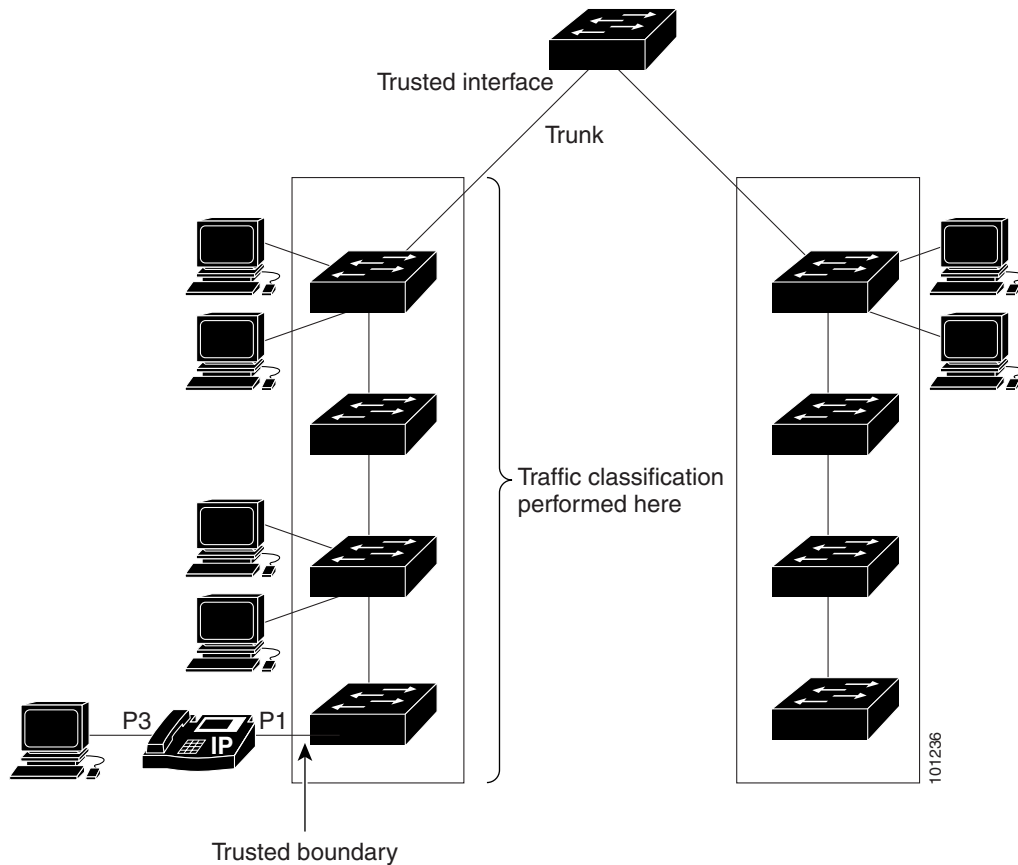 Trusted interface
Trunk
Traffic classification
performed here
P3
IP
P1
101236
Trusted boundary